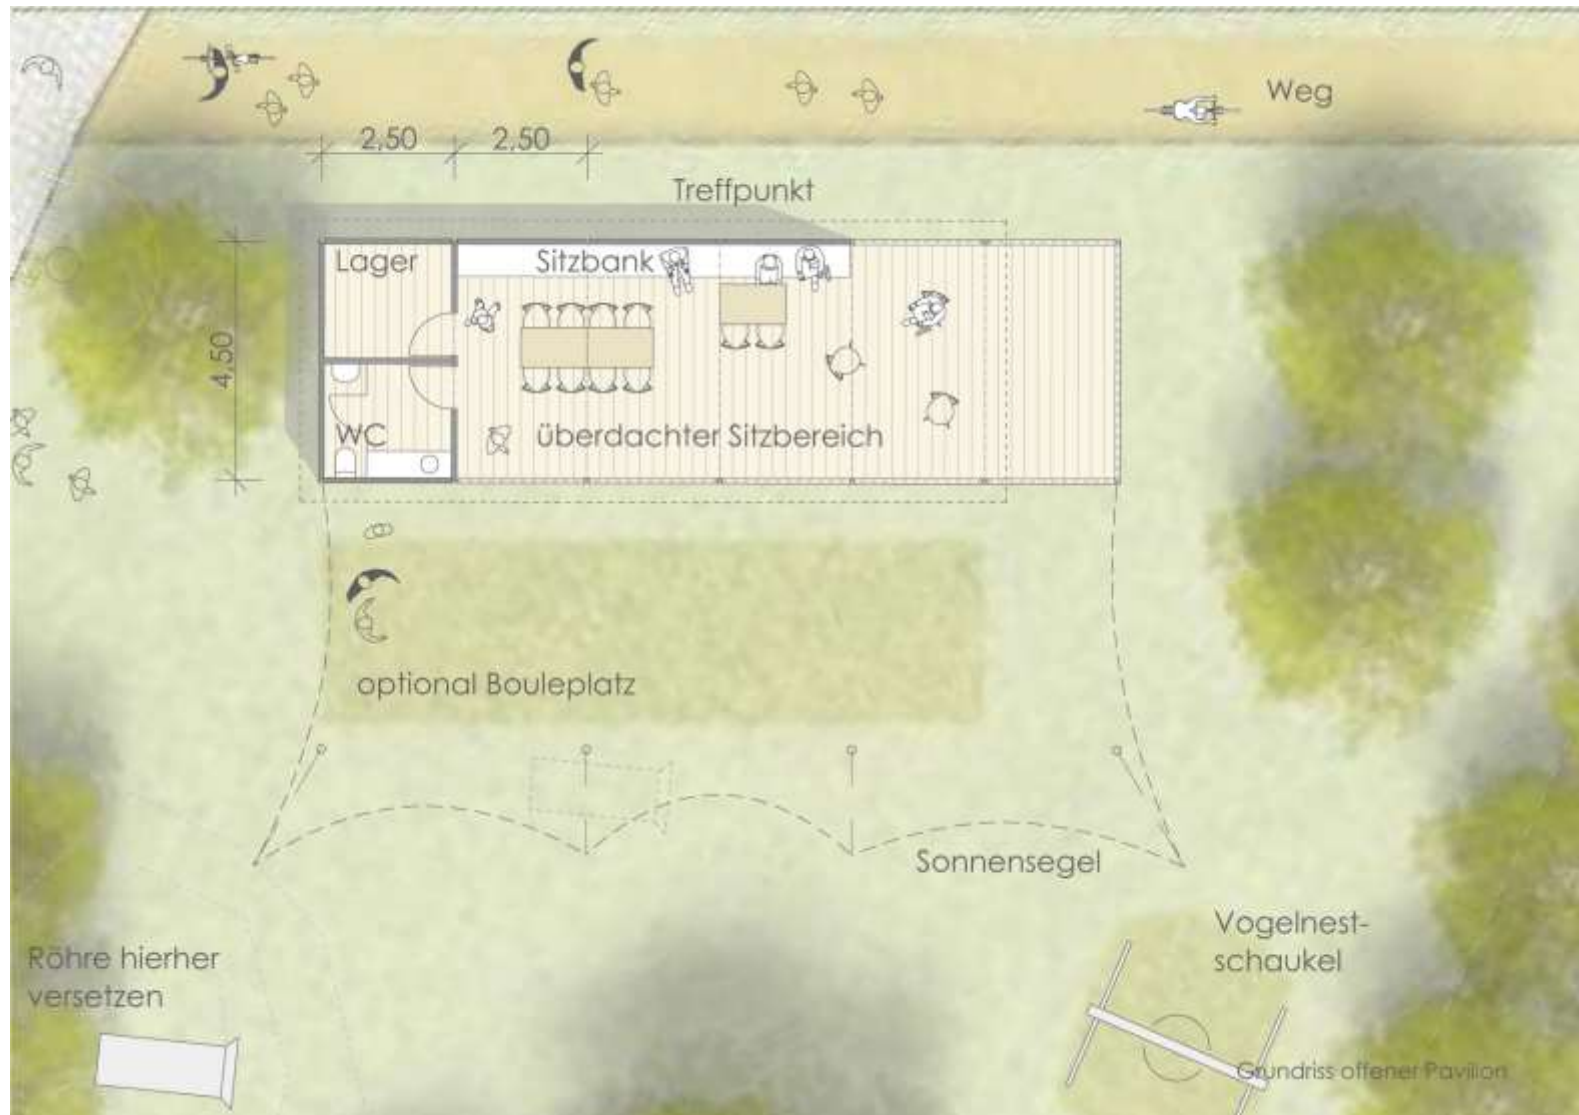 Weg
2,50
2,50
Treffpunkt
Lager
Sitzbank
4,50
WC
überdachter Sitzbereich
optional Bouleplatz
Sonnensegel
Vogelnest-
schaukel
Röhre hierher
versetzen
Grundriss offener Pavillon